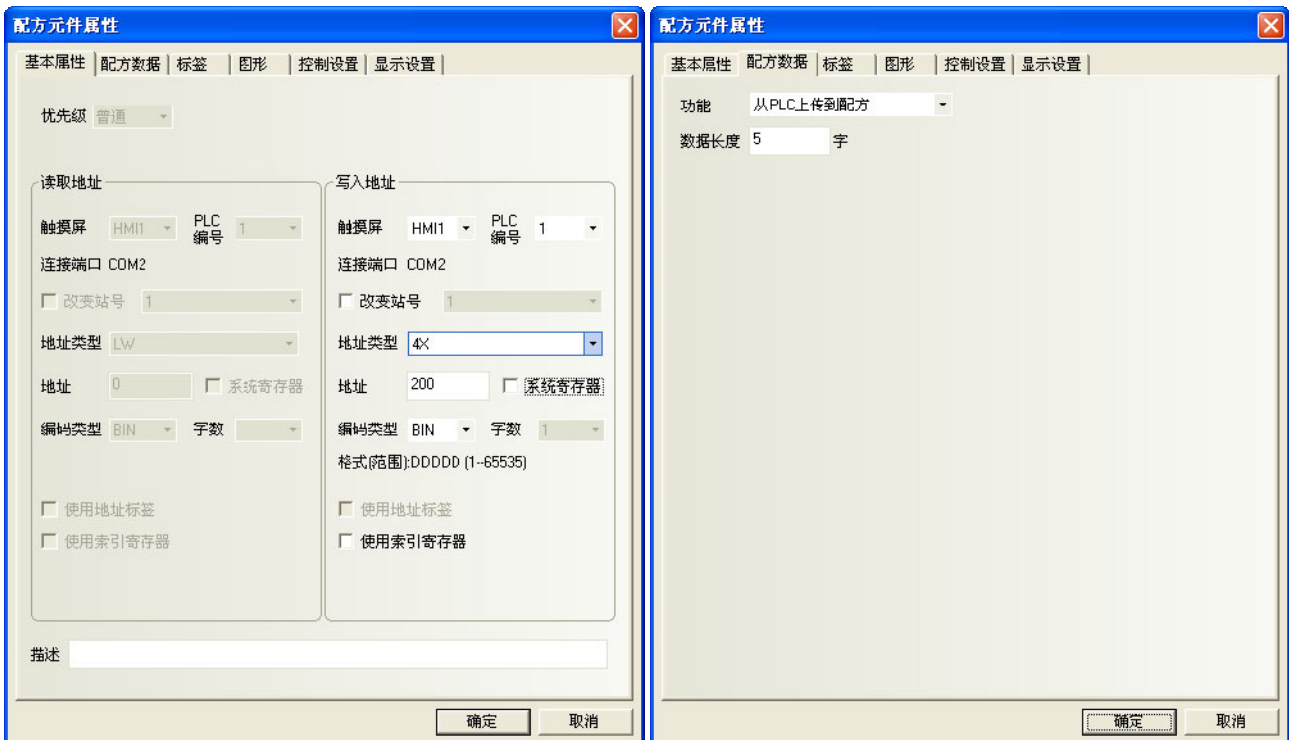 配方元件属性
基本属性 配方数据 标签 图形 控制设置 显示设置
优先级 普通
读取地址
触摸屏 HMI1 PLC编号 1
连接端口 COM2
改变站号 1
地址类型 LW
地址 0 系统寄存器
编码类型 BIN 字数
使用地址标签
使用索引寄存器
写入地址
触摸屏 HMI1 PLC编号 1
连接端口 COM2
改变站号 1
地址类型 4X
地址 200 系统寄存器
编码类型 BIN 字数 1
格式(范围):DDDDD (1--65535)
使用地址标签
使用索引寄存器
描述
确定 取消
配方元件属性
基本属性 配方数据 标签 图形 控制设置 显示设置
功能 从PLC上传到配方
数据长度 5 字
确定 取消